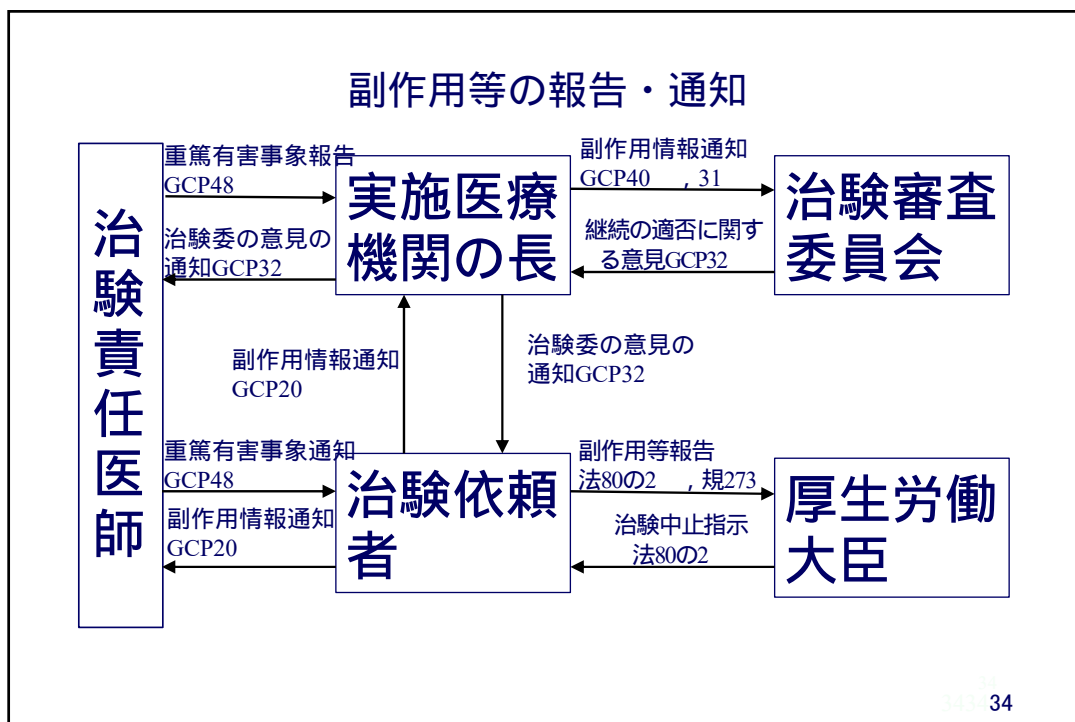 副作用等の報告・通知
重篤有害事象報告
GCP48
治験委の意見の
通知GCP32
実施医療
機関の長
副作用情報通知
GCP40 , 31
継続の適否に関す
る意見GCP32
治験審査
委員会
治験責任医師
副作用情報通知
GCP20
治験委の意見の
通知GCP32
重篤有害事象通知
GCP48
副作用情報通知
GCP20
治験依頼
者
副作用等報告
法80の2 , 規273
治験中止指示
法80の2
厚生労働
大臣
34